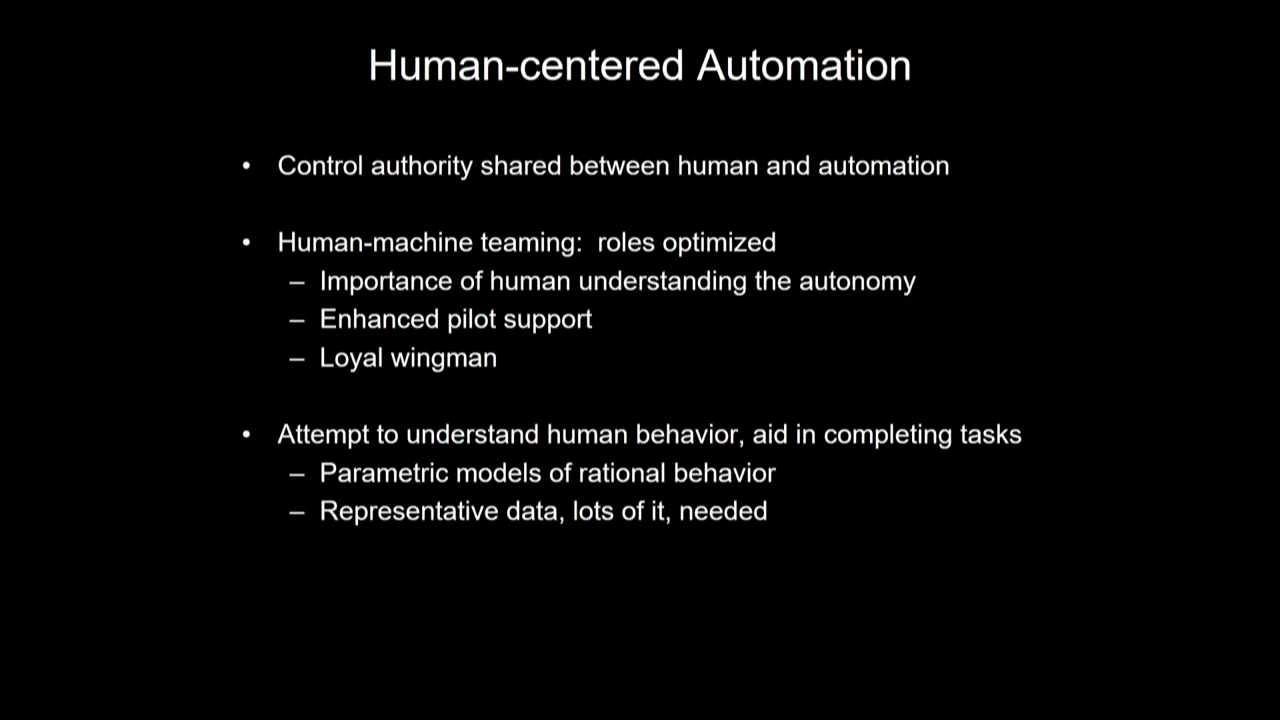 Human-centered Automation
• Control authority shared between human and automation
• Human-machine teaming:  roles optimized
– Importance of human understanding the autonomy
– Enhanced pilot support
– Loyal wingman
• Attempt to understand human behavior, aid in completing tasks
– Parametric models of rational behavior
– Representative data, lots of it, needed